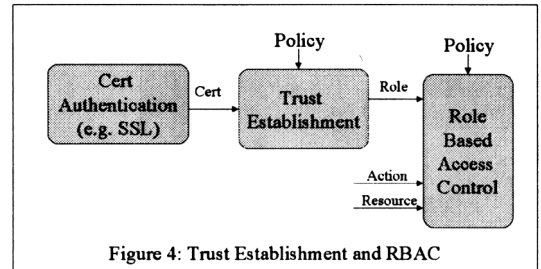 Policy
Policy
Cert
Authentication
(e.g. SSL)
Cert
Trust
Establishment
Role
Role
Based
Access
Control
Action
Resource
Figure 4: Trust Establishment and RBAC